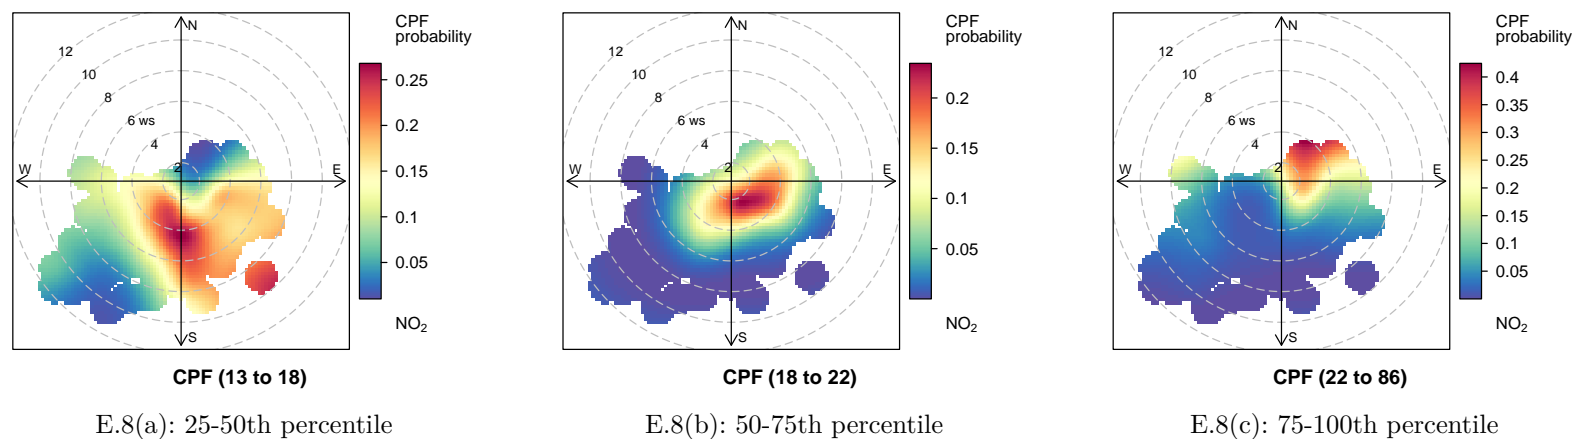 12
10
8
6 ws
4
2
N
W
E
S
CPF
probability
0.25
0.2
0.15
0.1
0.05
NO₂
CPF (13 to 18)
E.8(a): 25-50th percentile
12
10
8
6 ws
4
2
N
W
E
S
CPF
probability
0.2
0.15
0.1
0.05
NO₂
CPF (18 to 22)
E.8(b): 50-75th percentile
12
10
8
6 ws
4
2
N
W
E
S
CPF
probability
0.4
0.35
0.3
0.25
0.2
0.15
0.1
0.05
NO₂
CPF (22 to 86)
E.8(c): 75-100th percentile